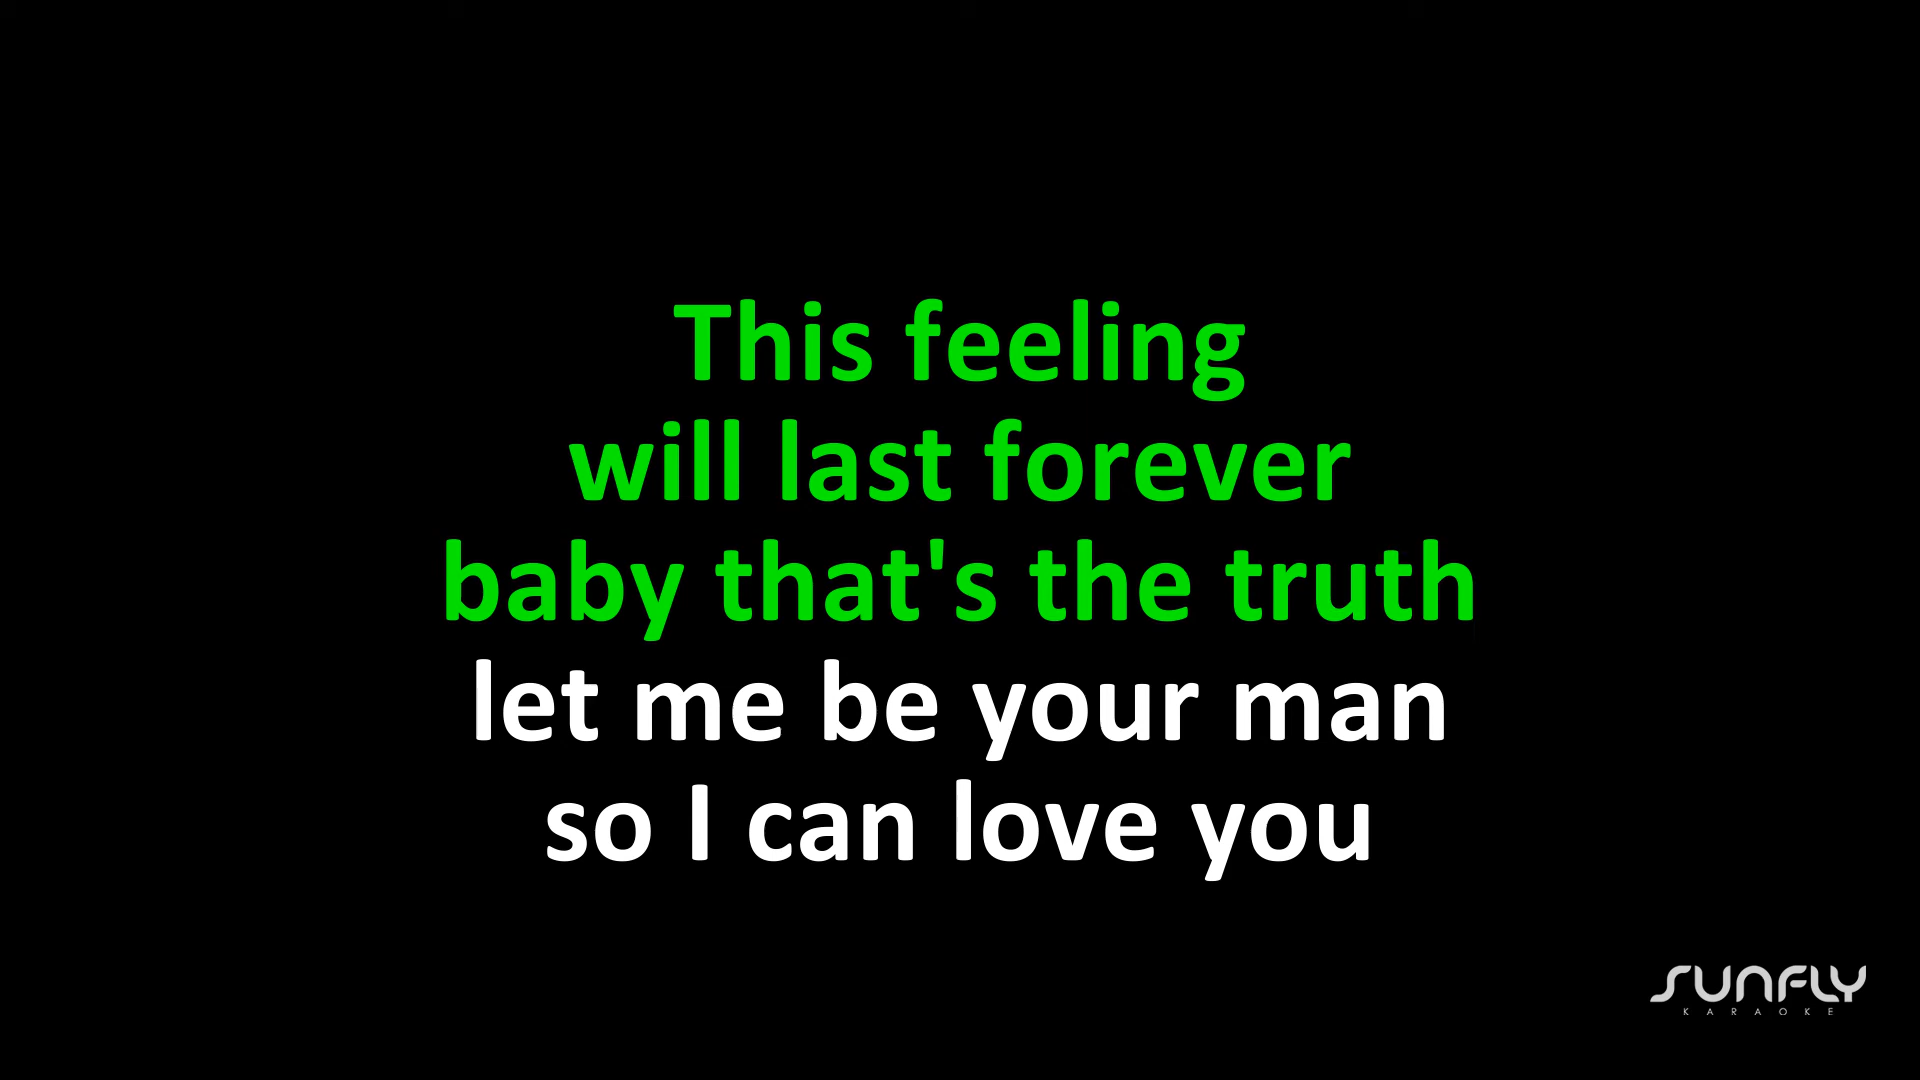 This feeling
will last forever
baby that's the truth
let me be your man
so I can love you
SUNFLY
KARAOKE